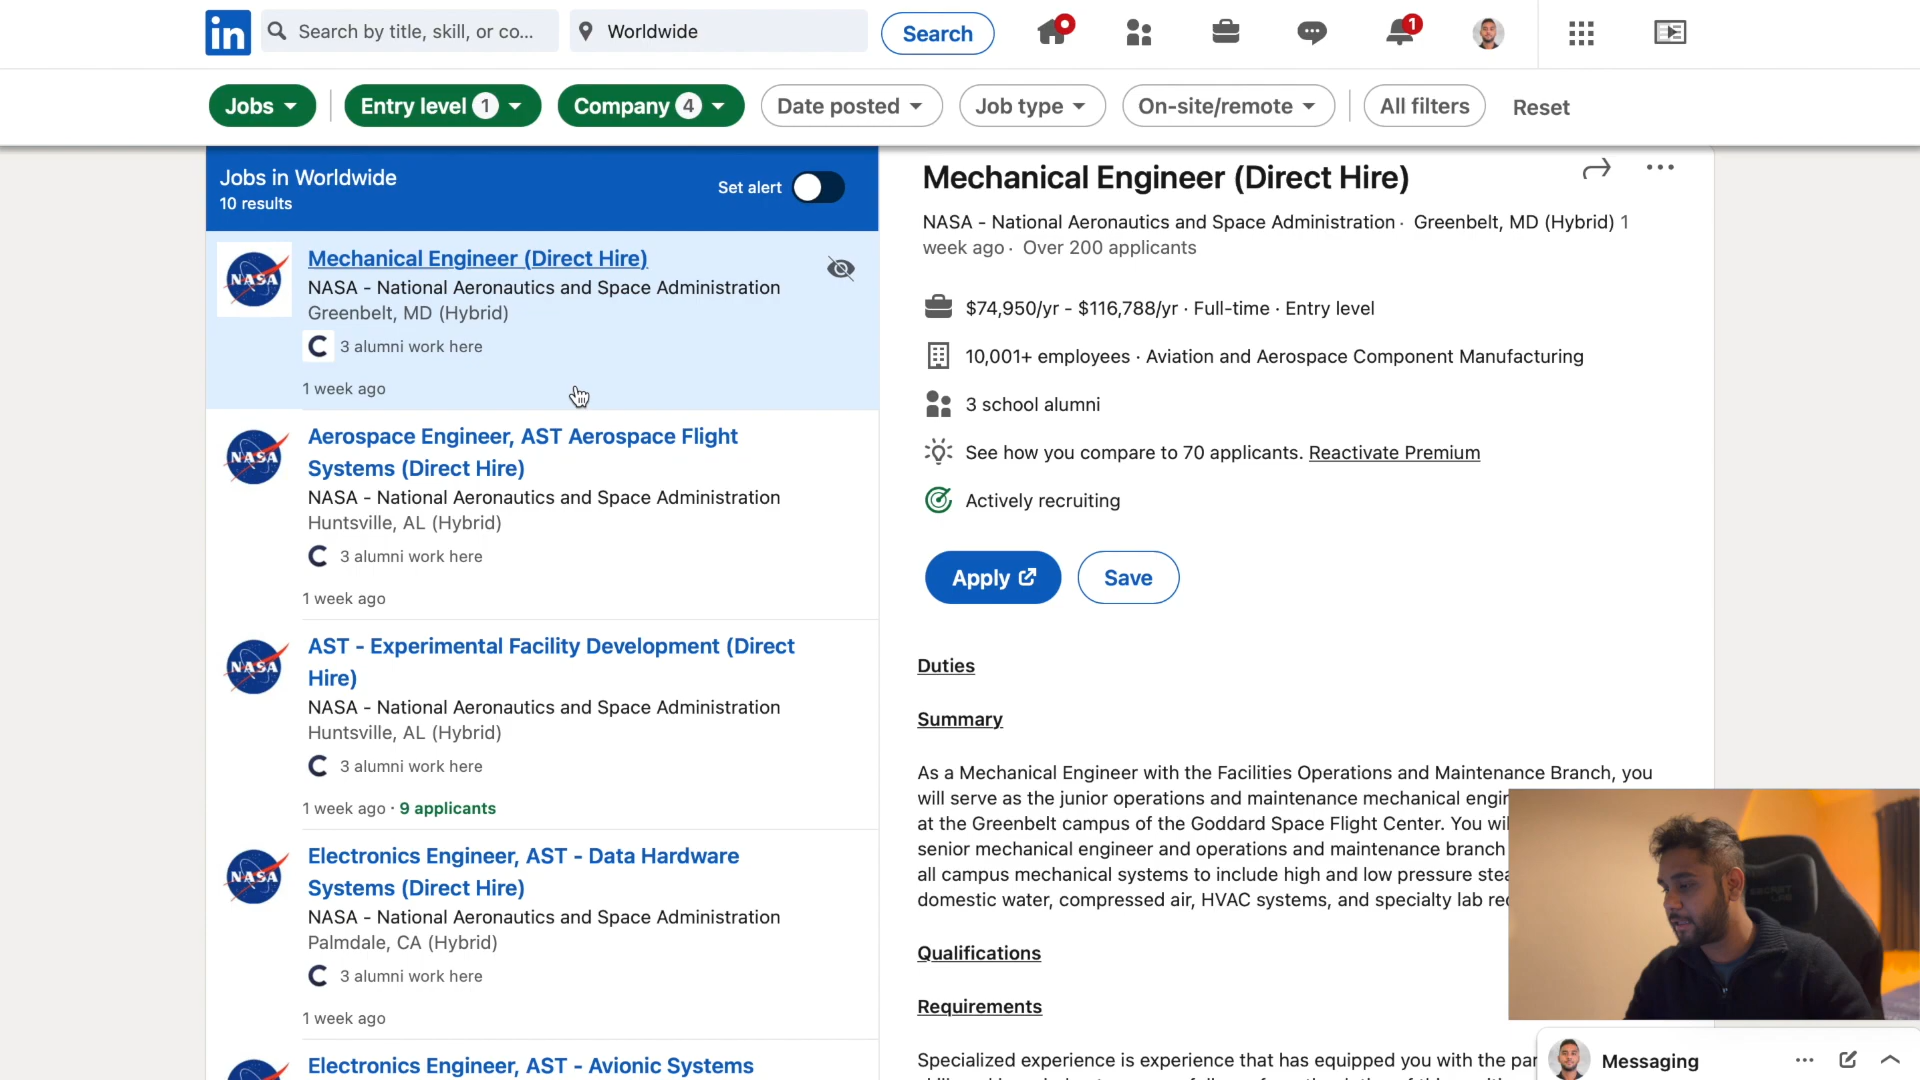 in
Search by title, skill, or co...
Worldwide
Search
1
Jobs
Entry level 1
Company 4
Date posted
Job type
On-site/remote
All filters
Reset
Jobs in Worldwide
10 results
Set alert
NASA
Mechanical Engineer (Direct Hire)
NASA - National Aeronautics and Space Administration
Greenbelt, MD (Hybrid)
3 alumni work here
1 week ago
NASA
Aerospace Engineer, AST Aerospace Flight
Systems (Direct Hire)
NASA - National Aeronautics and Space Administration
Huntsville, AL (Hybrid)
3 alumni work here
1 week ago
NASA
AST - Experimental Facility Development (Direct
Hire)
NASA - National Aeronautics and Space Administration
Huntsville, AL (Hybrid)
3 alumni work here
1 week ago · 9 applicants
NASA
Electronics Engineer, AST - Data Hardware
Systems (Direct Hire)
NASA - National Aeronautics and Space Administration
Palmdale, CA (Hybrid)
3 alumni work here
1 week ago
Electronics Engineer, AST - Avionic Systems
Mechanical Engineer (Direct Hire)
NASA - National Aeronautics and Space Administration · Greenbelt, MD (Hybrid) 1
week ago · Over 200 applicants
$74,950/yr - $116,788/yr · Full-time · Entry level
10,001+ employees · Aviation and Aerospace Component Manufacturing
3 school alumni
See how you compare to 70 applicants. Reactivate Premium
Actively recruiting
Apply
Save
Duties
Summary
As a Mechanical Engineer with the Facilities Operations and Maintenance Branch, you
will serve as the junior operations and maintenance mechanical engi
at the Greenbelt campus of the Goddard Space Flight Center. You wi
senior mechanical engineer and operations and maintenance branch
all campus mechanical systems to include high and low pressure ste
domestic water, compressed air, HVAC systems, and specialty lab re
Qualifications
Requirements
Specialized experience is experience that has equipped you with the par
Messaging